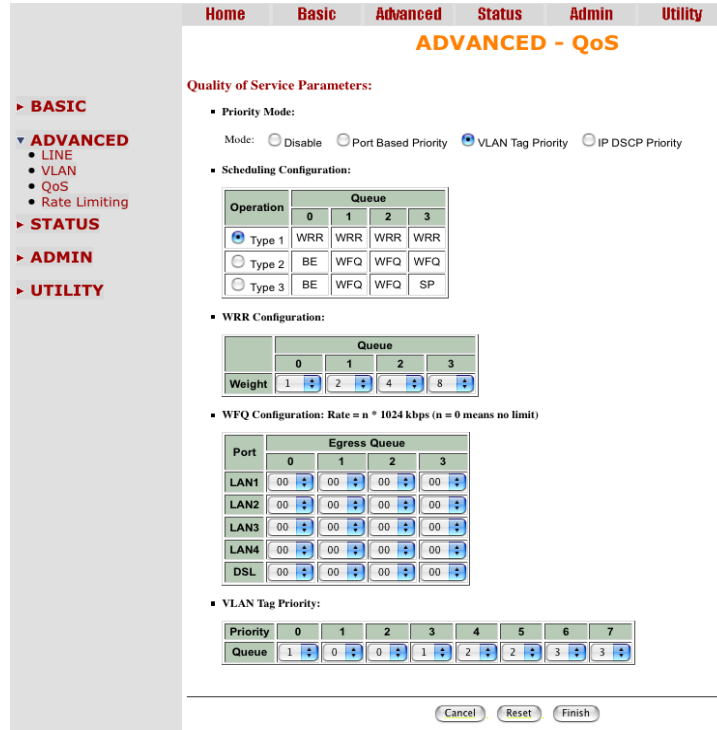 Home Basic Advanced Status Admin Utility
ADVANCED - QoS
BASIC
ADVANCED
LINE
VLAN
QoS
Rate Limiting
STATUS
ADMIN
UTILITY
Quality of Service Parameters:
Priority Mode:
Mode: Disable Port Based Priority VLAN Tag Priority IP DSCP Priority
Scheduling Configuration:
Operation Queue
0 1 2 3
Type 1 WRR WRR WRR WRR
Type 2 BE WFQ WFQ WFQ
Type 3 BE WFQ WFQ SP
WRR Configuration:
Queue
0 1 2 3
Weight 1 2 4 8
WFQ Configuration: Rate = n * 1024 kbps (n = 0 means no limit)
Port Egress Queue
0 1 2 3
LAN1 00 00 00 00
LAN2 00 00 00 00
LAN3 00 00 00 00
LAN4 00 00 00 00
DSL 00 00 00 00
VLAN Tag Priority:
Priority 0 1 2 3 4 5 6 7
Queue 1 0 0 1 2 2 3 3
Cancel Reset Finish